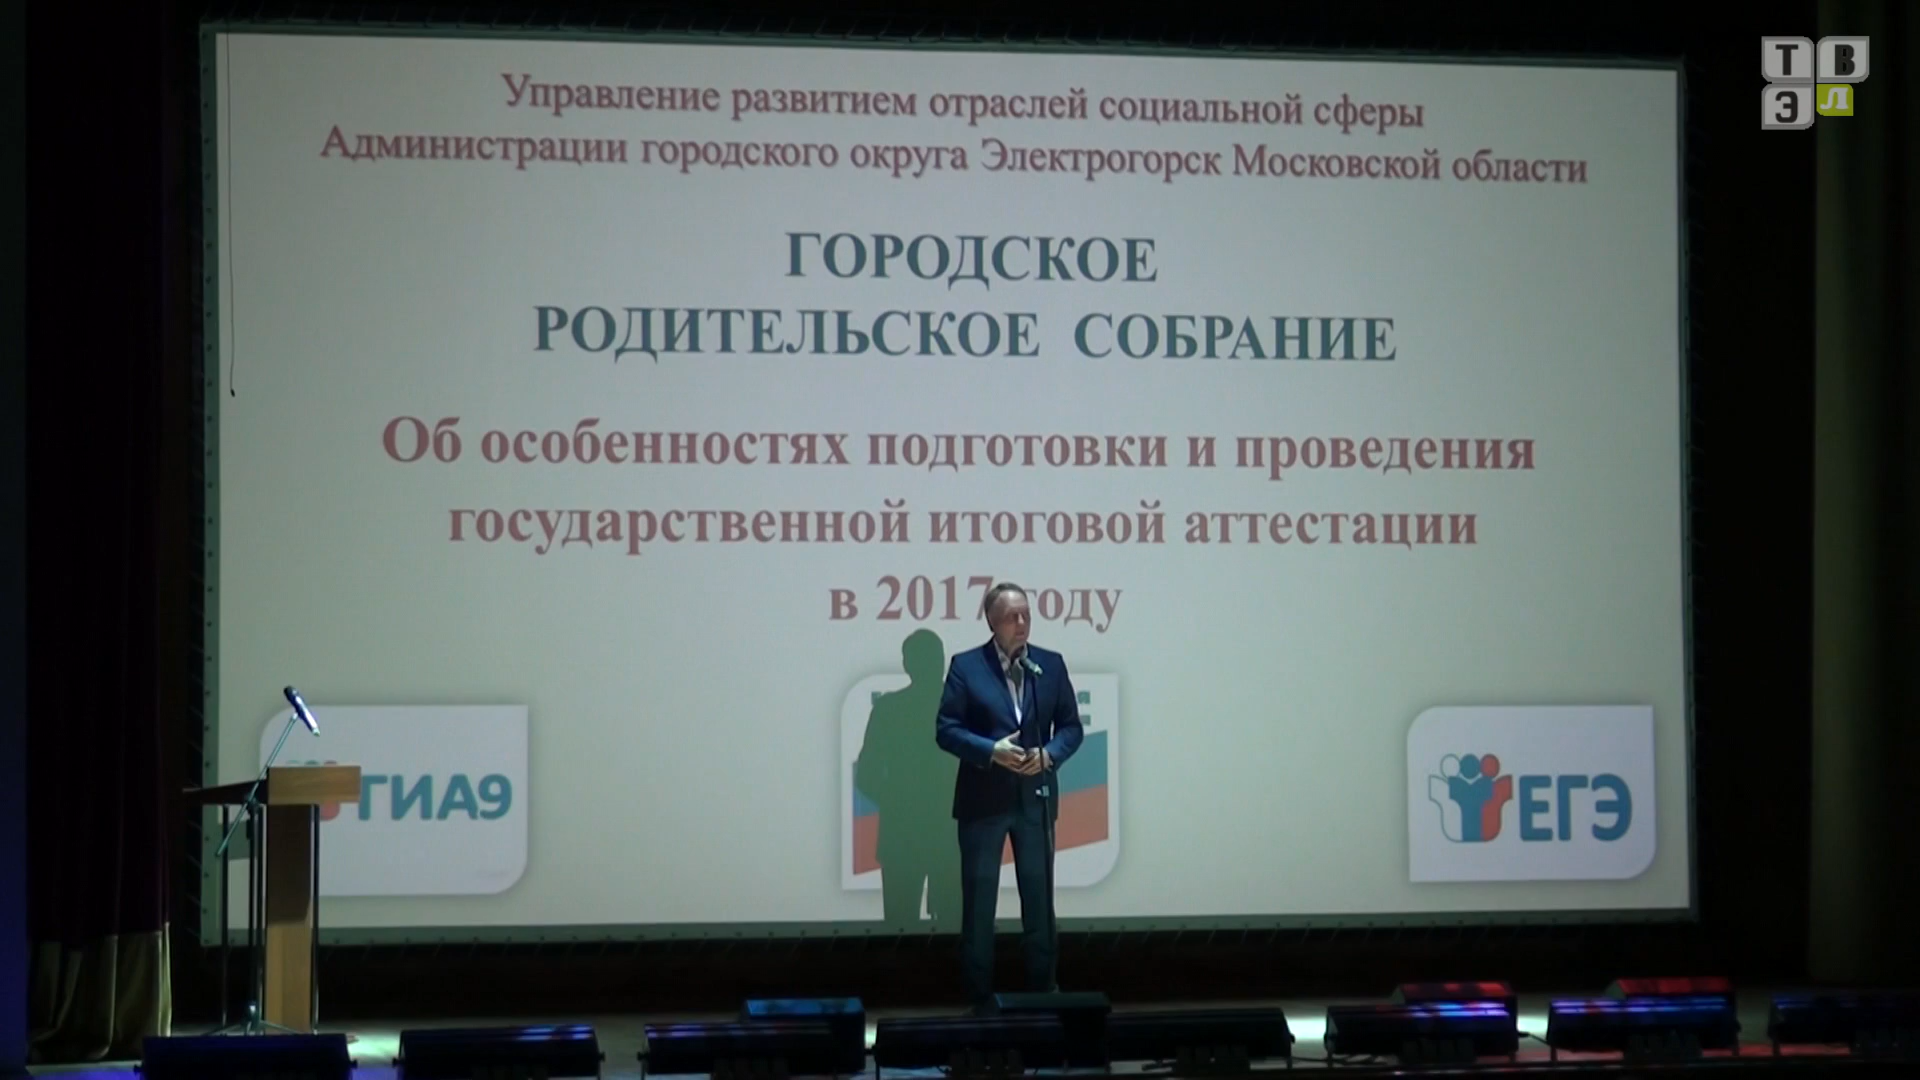 Управление развитием отраслей социальной сферы
Администрации городского округа Электрогорск Московской области
ГОРОДСКОЕ
РОДИТЕЛЬСКОЕ СОБРАНИЕ
Об особенностях подготовки и проведения
государственной итоговой аттестации
в 2017 году
ГИА9
ЕГЭ
ТВ
ЭЛ